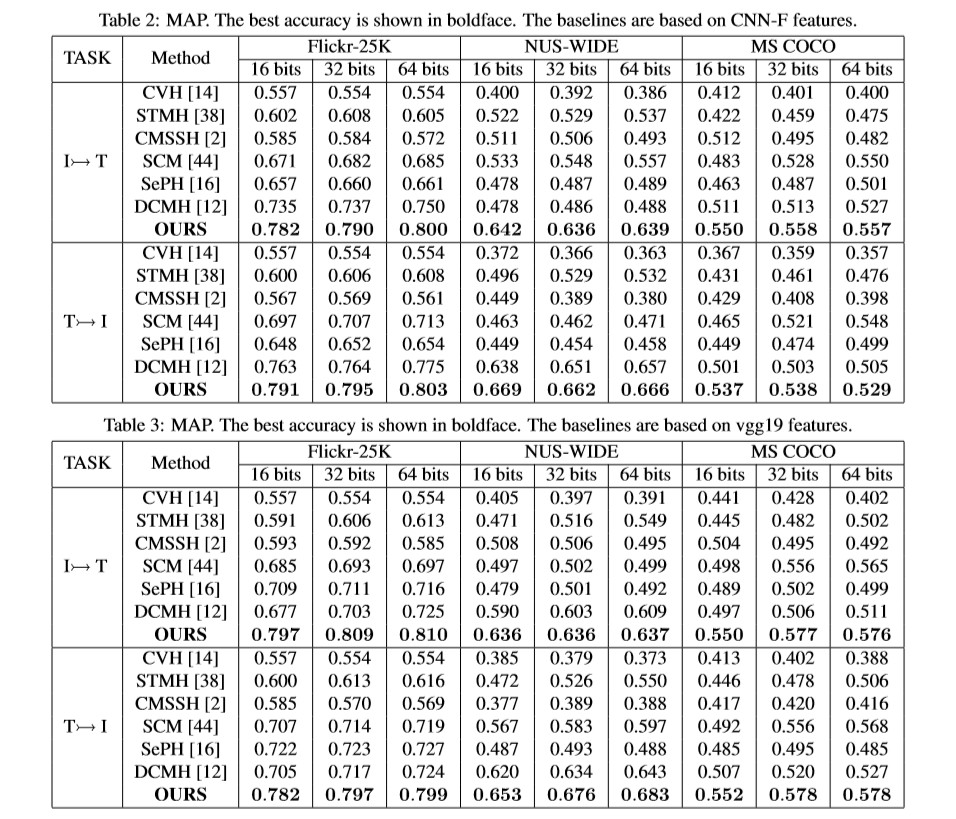 Table 2: MAP. The best accuracy is shown in boldface. The baselines are based on CNN-F features.
TASK Method Flickr-25K NUS-WIDE MS COCO
16 bits 32 bits 64 bits 16 bits 32 bits 64 bits 16 bits 32 bits 64 bits
CVH [14] 0.557 0.554 0.554 0.400 0.392 0.386 0.412 0.401 0.400
STMH [38] 0.602 0.608 0.605 0.522 0.529 0.537 0.422 0.459 0.475
CMSSH [2] 0.585 0.584 0.572 0.511 0.506 0.493 0.512 0.495 0.482
I↣ T SCM [44] 0.671 0.682 0.685 0.533 0.548 0.557 0.483 0.528 0.550
SePH [16] 0.657 0.660 0.661 0.478 0.487 0.489 0.463 0.487 0.501
DCMH [12] 0.735 0.737 0.750 0.478 0.486 0.488 0.511 0.513 0.527
OURS 0.782 0.790 0.800 0.642 0.636 0.639 0.550 0.558 0.557
CVH [14] 0.557 0.554 0.554 0.372 0.366 0.363 0.367 0.359 0.357
STMH [38] 0.600 0.606 0.608 0.496 0.529 0.532 0.431 0.461 0.476
CMSSH [2] 0.567 0.569 0.561 0.449 0.389 0.380 0.429 0.408 0.398
T↣ I SCM [44] 0.697 0.707 0.713 0.463 0.462 0.471 0.465 0.521 0.548
SePH [16] 0.648 0.652 0.654 0.449 0.454 0.458 0.449 0.474 0.499
DCMH [12] 0.763 0.764 0.775 0.638 0.651 0.657 0.501 0.503 0.505
OURS 0.791 0.795 0.803 0.669 0.662 0.666 0.537 0.538 0.529
Table 3: MAP. The best accuracy is shown in boldface. The baselines are based on vgg19 features.
TASK Method Flickr-25K NUS-WIDE MS COCO
16 bits 32 bits 64 bits 16 bits 32 bits 64 bits 16 bits 32 bits 64 bits
CVH [14] 0.557 0.554 0.554 0.405 0.397 0.391 0.441 0.428 0.402
STMH [38] 0.591 0.606 0.613 0.471 0.516 0.549 0.445 0.482 0.502
CMSSH [2] 0.593 0.592 0.585 0.508 0.506 0.495 0.504 0.495 0.492
I↣ T SCM [44] 0.685 0.693 0.697 0.497 0.502 0.499 0.498 0.556 0.565
SePH [16] 0.709 0.711 0.716 0.479 0.501 0.492 0.489 0.502 0.499
DCMH [12] 0.677 0.703 0.725 0.590 0.603 0.609 0.497 0.506 0.511
OURS 0.797 0.809 0.810 0.636 0.636 0.637 0.550 0.577 0.576
CVH [14] 0.557 0.554 0.554 0.385 0.379 0.373 0.413 0.402 0.388
STMH [38] 0.600 0.613 0.616 0.472 0.526 0.550 0.446 0.478 0.506
CMSSH [2] 0.585 0.570 0.569 0.377 0.389 0.388 0.417 0.420 0.416
T↣ I SCM [44] 0.707 0.714 0.719 0.567 0.583 0.597 0.492 0.556 0.568
SePH [16] 0.722 0.723 0.727 0.487 0.493 0.488 0.485 0.495 0.485
DCMH [12] 0.705 0.717 0.724 0.620 0.634 0.643 0.507 0.520 0.527
OURS 0.782 0.797 0.799 0.653 0.676 0.683 0.552 0.578 0.578